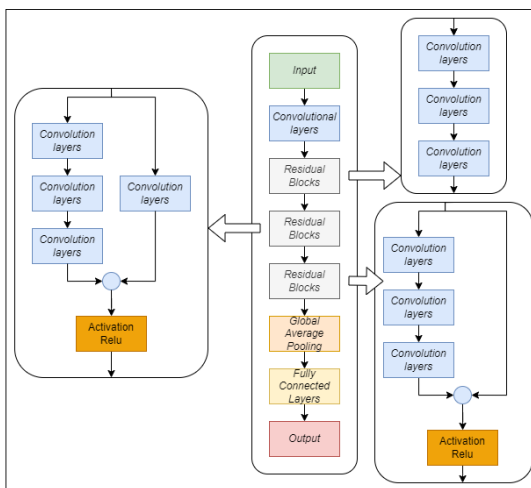 Convolution
layers
Convolution
layers
Convolution
layers
Convolution
layers
Activation
Relu
Input
Convolutional
layers
Residual
Blocks
Residual
Blocks
Residual
Blocks
Global
Average
Pooling
Fully
Connected
Layers
Output
Convolution
layers
Convolution
layers
Convolution
layers
Convolution
layers
Convolution
layers
Convolution
layers
Activation
Relu